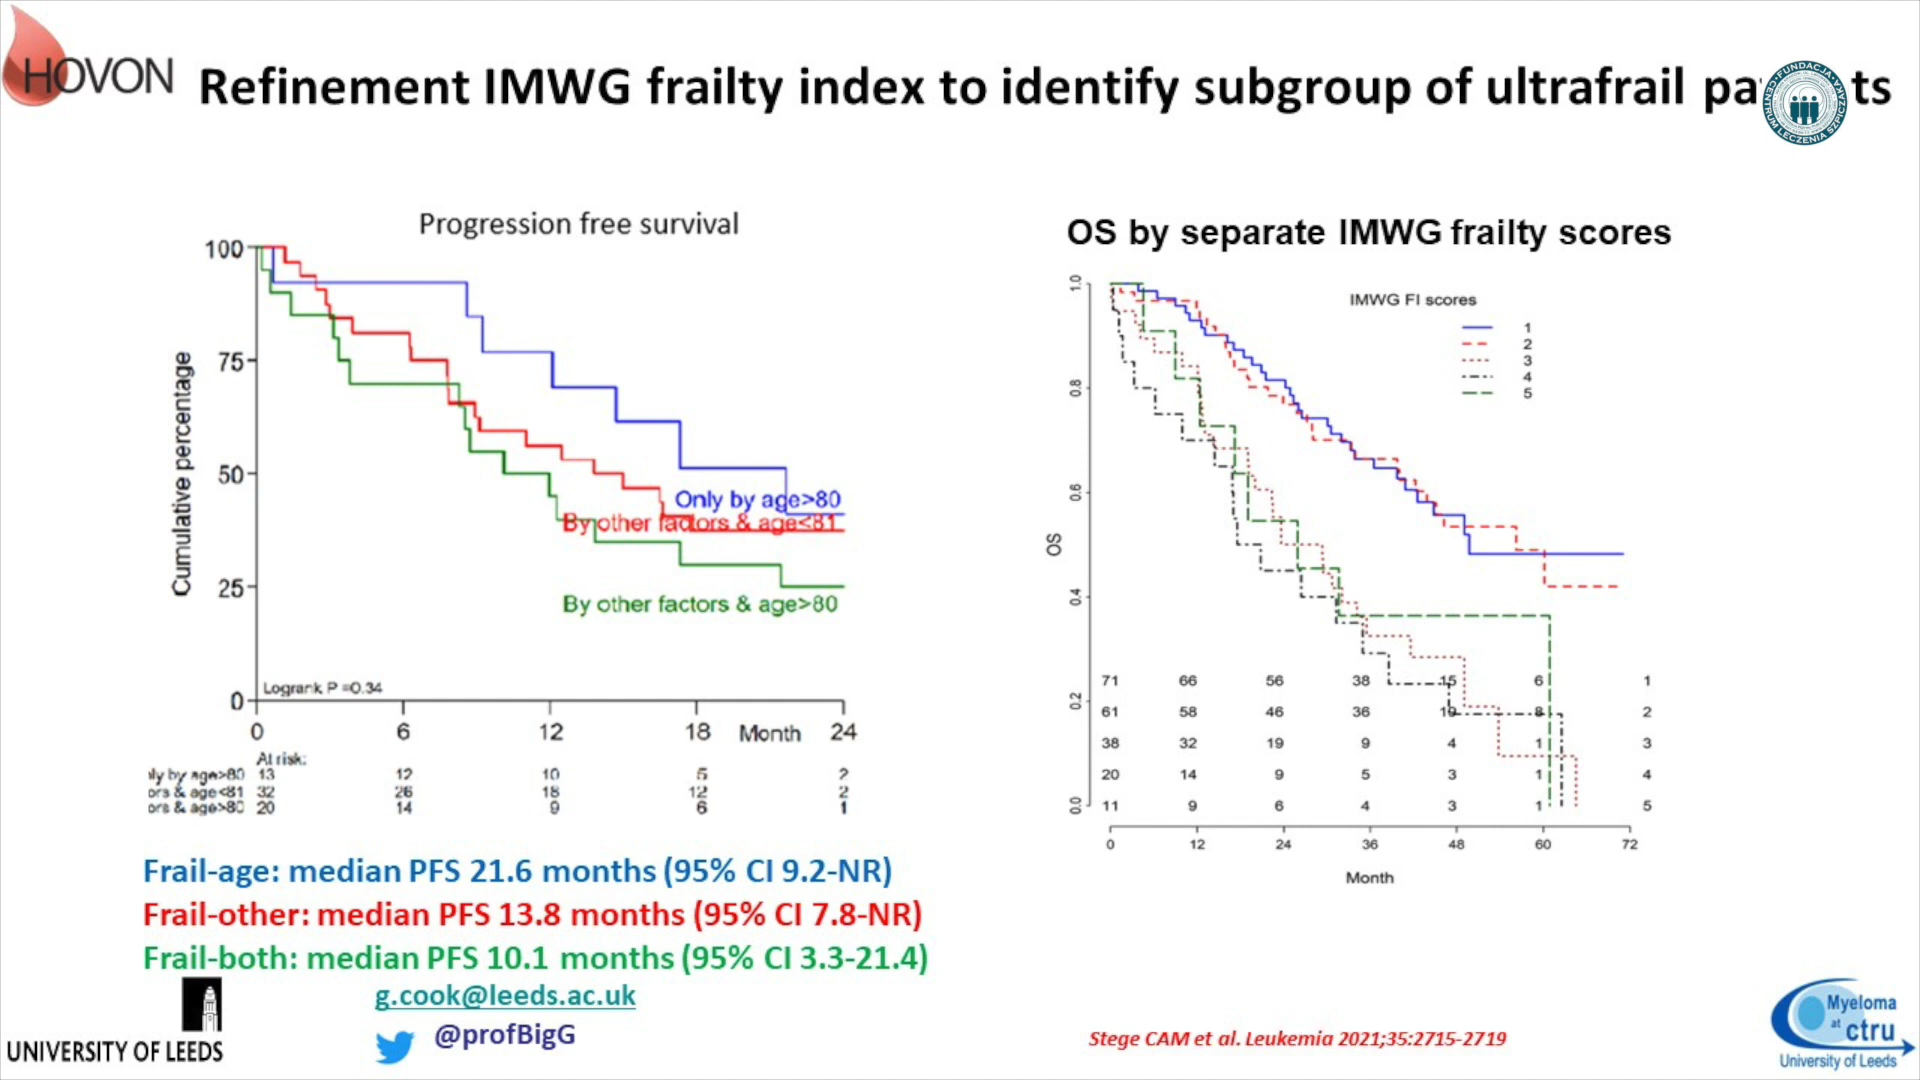 HOVON
Refinement IMWG frailty index to identify subgroup of ultrafrail pa ts
FUNDACJA
CENTRUM LECZENIA SZPICZAKA
Progression free survival
100
75
50
25
0
Cumulative percentage
Only by age>80
By other factors & age<81
By other factors & age>80
Logrank P =0.34
0 6 12 18 Month 24
At risk:
nly by age>80 13 12 10 5 2
ors & age<81 32 26 18 12 2
ors & age>80 20 14 9 6 1
OS by separate IMWG frailty scores
IMWG FI scores
1
2
3
4
5
1.0
0.8
0.6
0.4
0.2
0.0
OS
71 66 56 38 15 6 1
61 58 46 36 19 8 2
38 32 19 9 4 1 3
20 14 9 5 3 1 4
11 9 6 4 3 1 5
0 12 24 36 48 60 72
Month
Frail-age: median PFS 21.6 months (95% CI 9.2-NR)
Frail-other: median PFS 13.8 months (95% CI 7.8-NR)
Frail-both: median PFS 10.1 months (95% CI 3.3-21.4)
g.cook@leeds.ac.uk
@profBigG
UNIVERSITY OF LEEDS
Stege CAM et al. Leukemia 2021;35:2715-2719
Myeloma
at ctru
University of Leeds